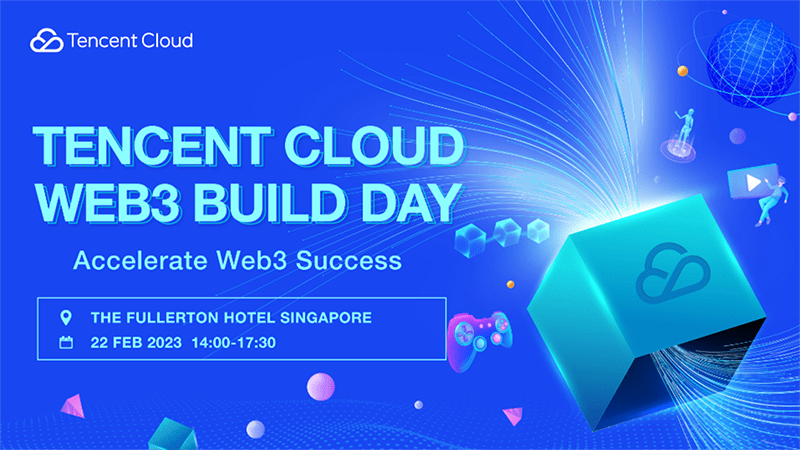 Tencent Cloud
TENCENT CLOUD
WEB3 BUILD DAY
Accelerate Web3 Success
THE FULLERTON HOTEL SINGAPORE
22 FEB 2023 14:00-17:30